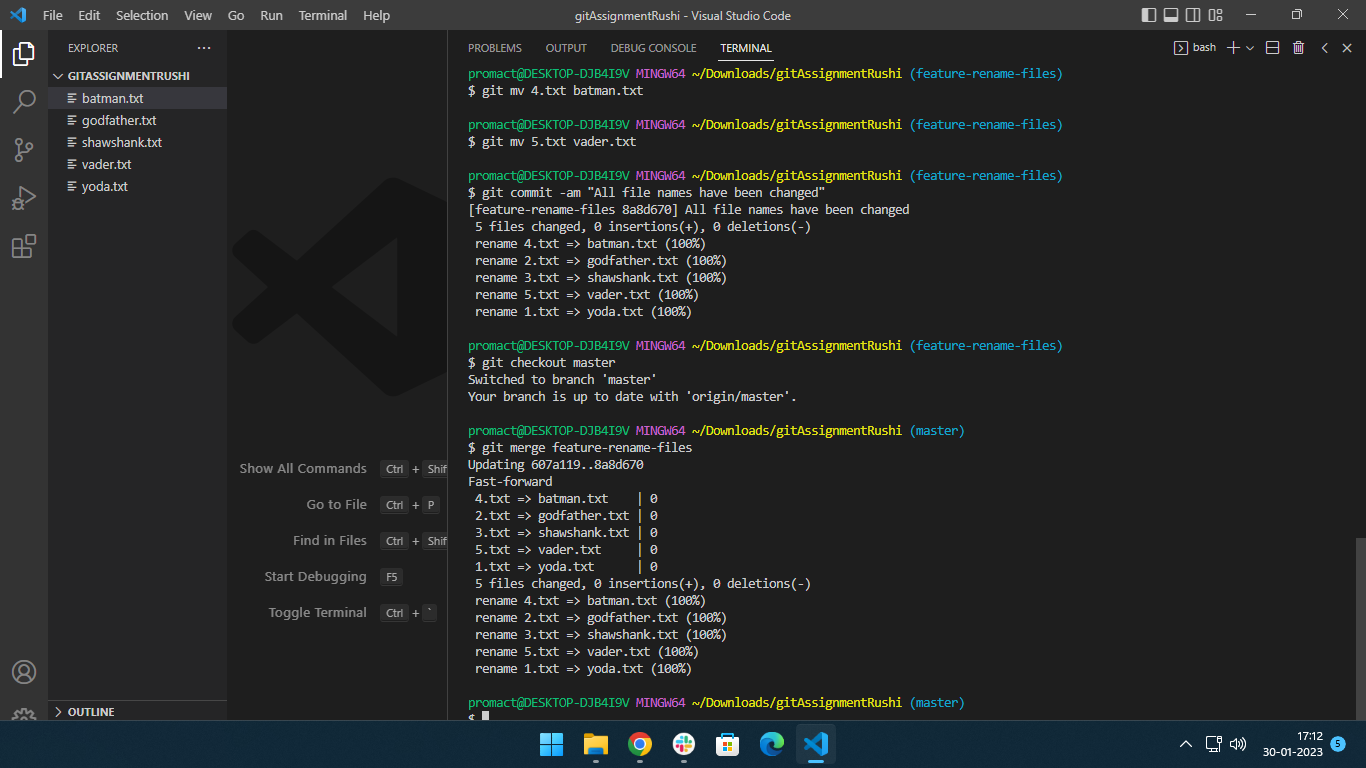 File Edit Selection View Go Run Terminal Help gitAssignmentRushi - Visual Studio Code
EXPLORER ...
GITASSIGNMENTRUSHI
batman.txt
godfather.txt
shawshank.txt
vader.txt
yoda.txt
OUTLINE
Show All Commands Ctrl + Shif
Go to File Ctrl + P
Find in Files Ctrl + Shif
Start Debugging F5
Toggle Terminal Ctrl + `
PROBLEMS OUTPUT DEBUG CONSOLE TERMINAL bash
promact@DESKTOP-DJB4I9V MINGW64 ~/Downloads/gitAssignmentRushi (feature-rename-files)
$ git mv 4.txt batman.txt
promact@DESKTOP-DJB4I9V MINGW64 ~/Downloads/gitAssignmentRushi (feature-rename-files)
$ git mv 5.txt vader.txt
promact@DESKTOP-DJB4I9V MINGW64 ~/Downloads/gitAssignmentRushi (feature-rename-files)
$ git commit -am "All file names have been changed"
[feature-rename-files 8a8d670] All file names have been changed
5 files changed, 0 insertions(+), 0 deletions(-)
rename 4.txt => batman.txt (100%)
rename 2.txt => godfather.txt (100%)
rename 3.txt => shawshank.txt (100%)
rename 5.txt => vader.txt (100%)
rename 1.txt => yoda.txt (100%)
promact@DESKTOP-DJB4I9V MINGW64 ~/Downloads/gitAssignmentRushi (feature-rename-files)
$ git checkout master
Switched to branch 'master'
Your branch is up to date with 'origin/master'.
promact@DESKTOP-DJB4I9V MINGW64 ~/Downloads/gitAssignmentRushi (master)
$ git merge feature-rename-files
Updating 607a119..8a8d670
Fast-forward
4.txt => batman.txt | 0
2.txt => godfather.txt | 0
3.txt => shawshank.txt | 0
5.txt => vader.txt | 0
1.txt => yoda.txt | 0
5 files changed, 0 insertions(+), 0 deletions(-)
rename 4.txt => batman.txt (100%)
rename 2.txt => godfather.txt (100%)
rename 3.txt => shawshank.txt (100%)
rename 5.txt => vader.txt (100%)
rename 1.txt => yoda.txt (100%)
promact@DESKTOP-DJB4I9V MINGW64 ~/Downloads/gitAssignmentRushi (master)
$
17:12
30-01-2023 5